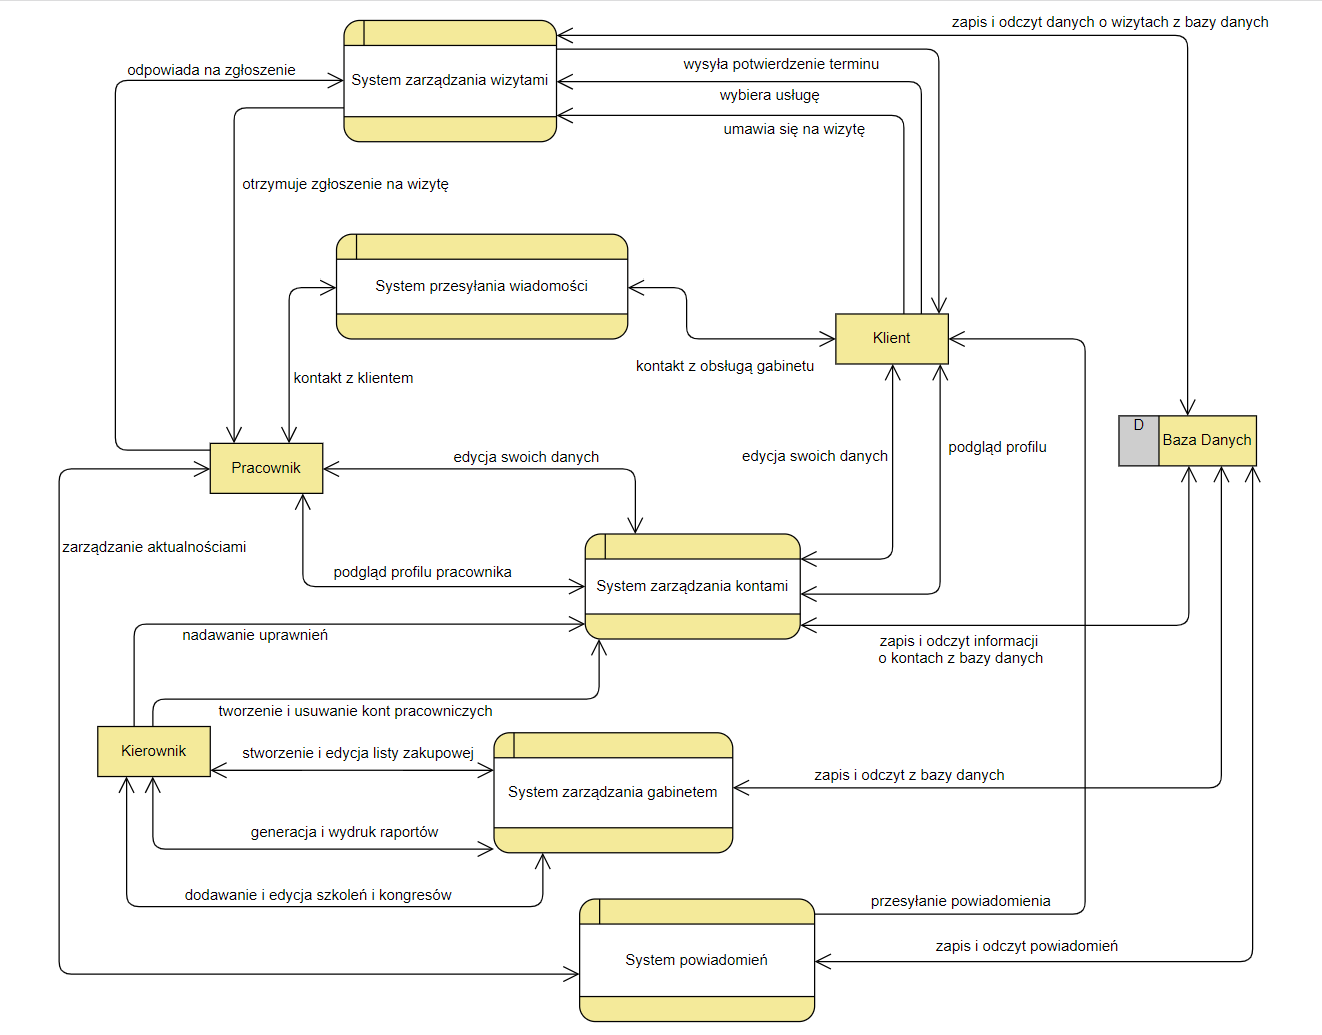 zapis i odczyt danych o wizytach z bazy danych
wysyła potwierdzenie terminu
odpowiada na zgłoszenie
System zarządzania wizytami
wybiera usługę
umawia się na wizytę
otrzymuje zgłoszenie na wizytę
System przesyłania wiadomości
Klient
kontakt z obsługą gabinetu
kontakt z klientem
D
Baza Danych
podgląd profilu
edycja swoich danych
edycja swoich danych
Pracownik
zarządzanie aktualnościami
podgląd profilu pracownika
System zarządzania kontami
nadawanie uprawnień
zapis i odczyt informacji
o kontach z bazy danych
tworzenie i usuwanie kont pracowniczych
Kierownik
stworzenie i edycja listy zakupowej
zapis i odczyt z bazy danych
System zarządzania gabinetem
generacja i wydruk raportów
dodawanie i edycja szkoleń i kongresów
przesyłanie powiadomienia
zapis i odczyt powiadomień
System powiadomień